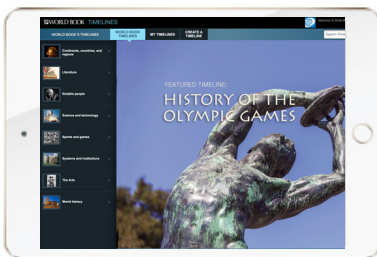 WORLD BOOK TIMELINES
WORLD BOOK'S TIMELINES
WORLD BOOK TIMELINES
MY TIMELINES
CREATE A TIMELINE
Continents, countries, and regions
Literature
Notable people
Science and technology
Sports and games
Systems and institutions
The Arts
World history
FEATURED TIMELINE:
HISTORY OF THE
OLYMPIC GAMES